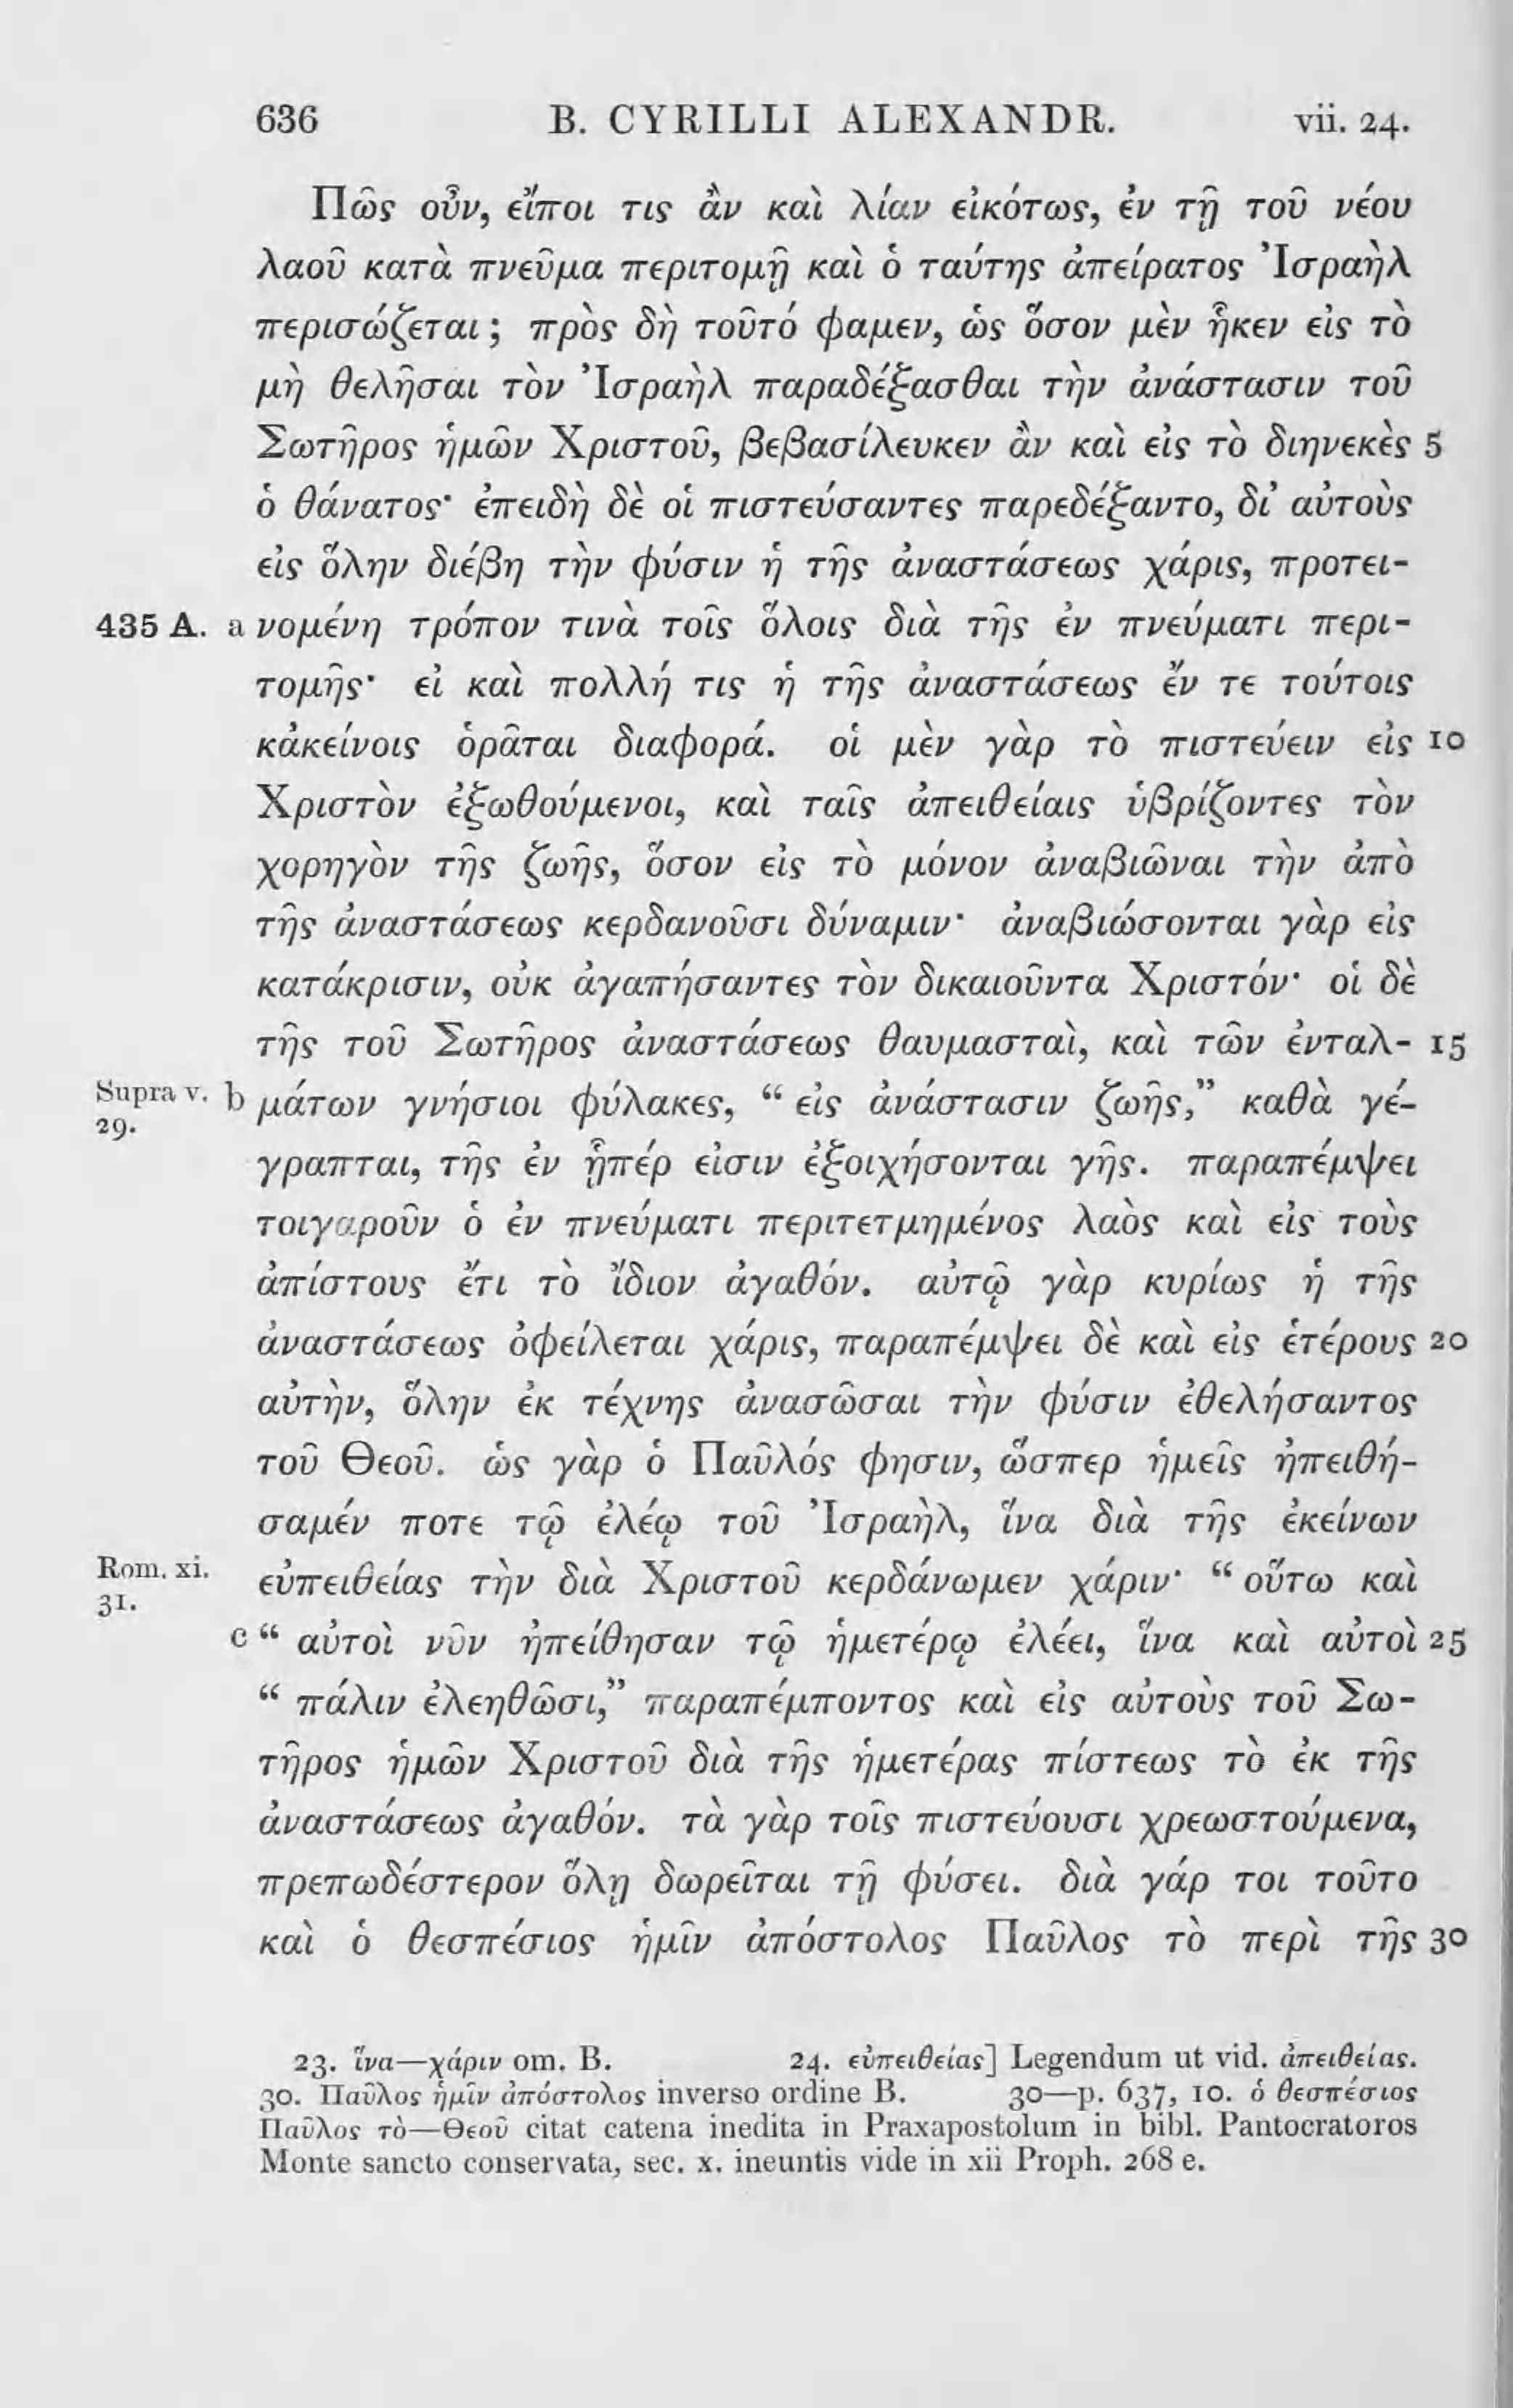 636 B. CYRILLI ALEXANDR. vii. 24.
Πῶς οὖν, εἴποι τις ἂν καὶ λίαν εἰκότως, ἐν τῇ τοῦ νέου
λαοῦ κατὰ πνεῦμα περιτομῇ καὶ ὁ ταύτης ἀπείρατος Ἰσραὴλ
περισώζεται ; πρὸς δὴ τοῦτό φαμεν, ὡς ὅσον μὲν ἧκεν εἰς τὸ
μὴ θελῆσαι τὸν Ἰσραὴλ παραδέξασθαι τὴν ἀνάστασιν τοῦ
Σωτῆρος ἡμῶν Χριστοῦ, βεβασίλευκεν ἂν καὶ εἰς τὸ διηνεκὲς 5
ὁ θάνατος· ἐπειδὴ δὲ οἱ πιστεύσαντες παρεδέξαντο, δι’ αὐτοὺς
εἰς ὅλην διέβη τὴν φύσιν ἡ τῆς ἀναστάσεως χάρις, προτει-
435 A. a νομένη τρόπον τινὰ τοῖς ὅλοις διὰ τῆς ἐν πνεύματι περι-
τομῆς· εἰ καὶ πολλή τις ἡ τῆς ἀναστάσεως ἔν τε τούτοις
κἀκείνοις ὁρᾶται διαφορά. οἱ μὲν γὰρ τὸ πιστεύειν εἰς 10
Χριστὸν ἐξωθούμενοι, καὶ ταῖς ἀπειθείαις ὑβρίζοντες τὸν
χορηγὸν τῆς ζωῆς, ὅσον εἰς τὸ μόνον ἀναβιῶναι τὴν ἀπὸ
τῆς ἀναστάσεως κερδανοῦσι δύναμιν· ἀναβιώσονται γὰρ εἰς
κατάκρισιν, οὐκ ἀγαπήσαντες τὸν δικαιοῦντα Χριστόν· οἱ δὲ
τῆς τοῦ Σωτῆρος ἀναστάσεως θαυμασταὶ, καὶ τῶν ἐνταλ- 15
Supra v. 29. b μάτων γνήσιοι φύλακες, “ εἰς ἀνάστασιν ζωῆς,” καθὰ γέ-
γραπται, τῆς ἐν ᾗπέρ εἰσιν ἐξοιχήσονται γῆς. παραπέμψει
τοιγαροῦν ὁ ἐν πνεύματι περιτετμημένος λαὸς καὶ εἰς τοὺς
ἀπίστους ἔτι τὸ ἴδιον ἀγαθόν. αὐτῷ γὰρ κυρίως ἡ τῆς
ἀναστάσεως ὀφείλεται χάρις, παραπέμψει δὲ καὶ εἰς ἑτέρους 20
αὐτὴν, ὅλην ἐκ τέχνης ἀνασῶσαι τὴν φύσιν ἐθελήσαντος
τοῦ Θεοῦ. ὡς γὰρ ὁ Παῦλός φησιν, ὥσπερ ἡμεῖς ἠπειθή-
σαμέν ποτε τῷ ἐλέῳ τοῦ Ἰσραὴλ, ἵνα διὰ τῆς ἐκείνων
Rom. xi. 31. εὐπειθείας τὴν διὰ Χριστοῦ κερδάνωμεν χάριν· “ οὕτω καὶ
c “ αὐτοὶ νῦν ἠπείθησαν τῷ ἡμετέρῳ ἐλέει, ἵνα καὶ αὐτοὶ 25
“ πάλιν ἐλεηθῶσι,” παραπέμποντος καὶ εἰς αὐτοὺς τοῦ Σω-
τῆρος ἡμῶν Χριστοῦ διὰ τῆς ἡμετέρας πίστεως τὸ ἐκ τῆς
ἀναστάσεως ἀγαθόν. τὰ γὰρ τοῖς πιστεύουσι χρεωστούμενα,
πρεπωδέστερον ὅλῃ δωρεῖται τῇ φύσει. διὰ γάρ τοι τοῦτο
καὶ ὁ θεσπέσιος ἡμῖν ἀπόστολος Παῦλος τὸ περὶ τῆς 30
23. ἵνα—χάριν om. B. 24. εὐπειθείας] Legendum ut vid. ἀπειθείας.
30. Παῦλος ἡμῖν ἀπόστολος inverso ordine B. 30—p. 637, 10. ὁ θεσπέσιος
Παῦλος τὸ—Θεοῦ citat catena inedita in Praxapostolum in bibl. Pantocratoros
Monte sancto conservata, sec. x. ineuntis vide in xii Proph. 268 e.